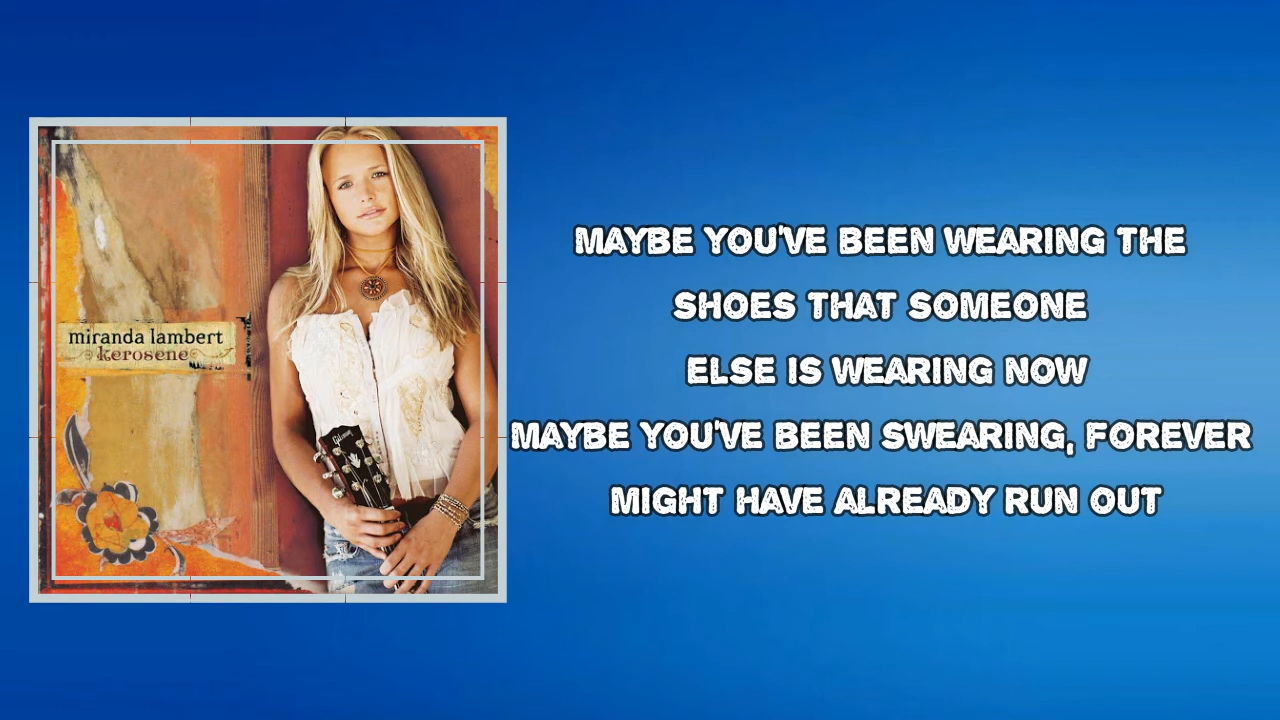 miranda lambert
kerosene
Gibson
MAYBE YOU'VE BEEN WEARING THE
SHOES THAT SOMEONE
ELSE IS WEARING NOW
MAYBE YOU'VE BEEN SWEARING, FOREVER
MIGHT HAVE ALREADY RUN OUT